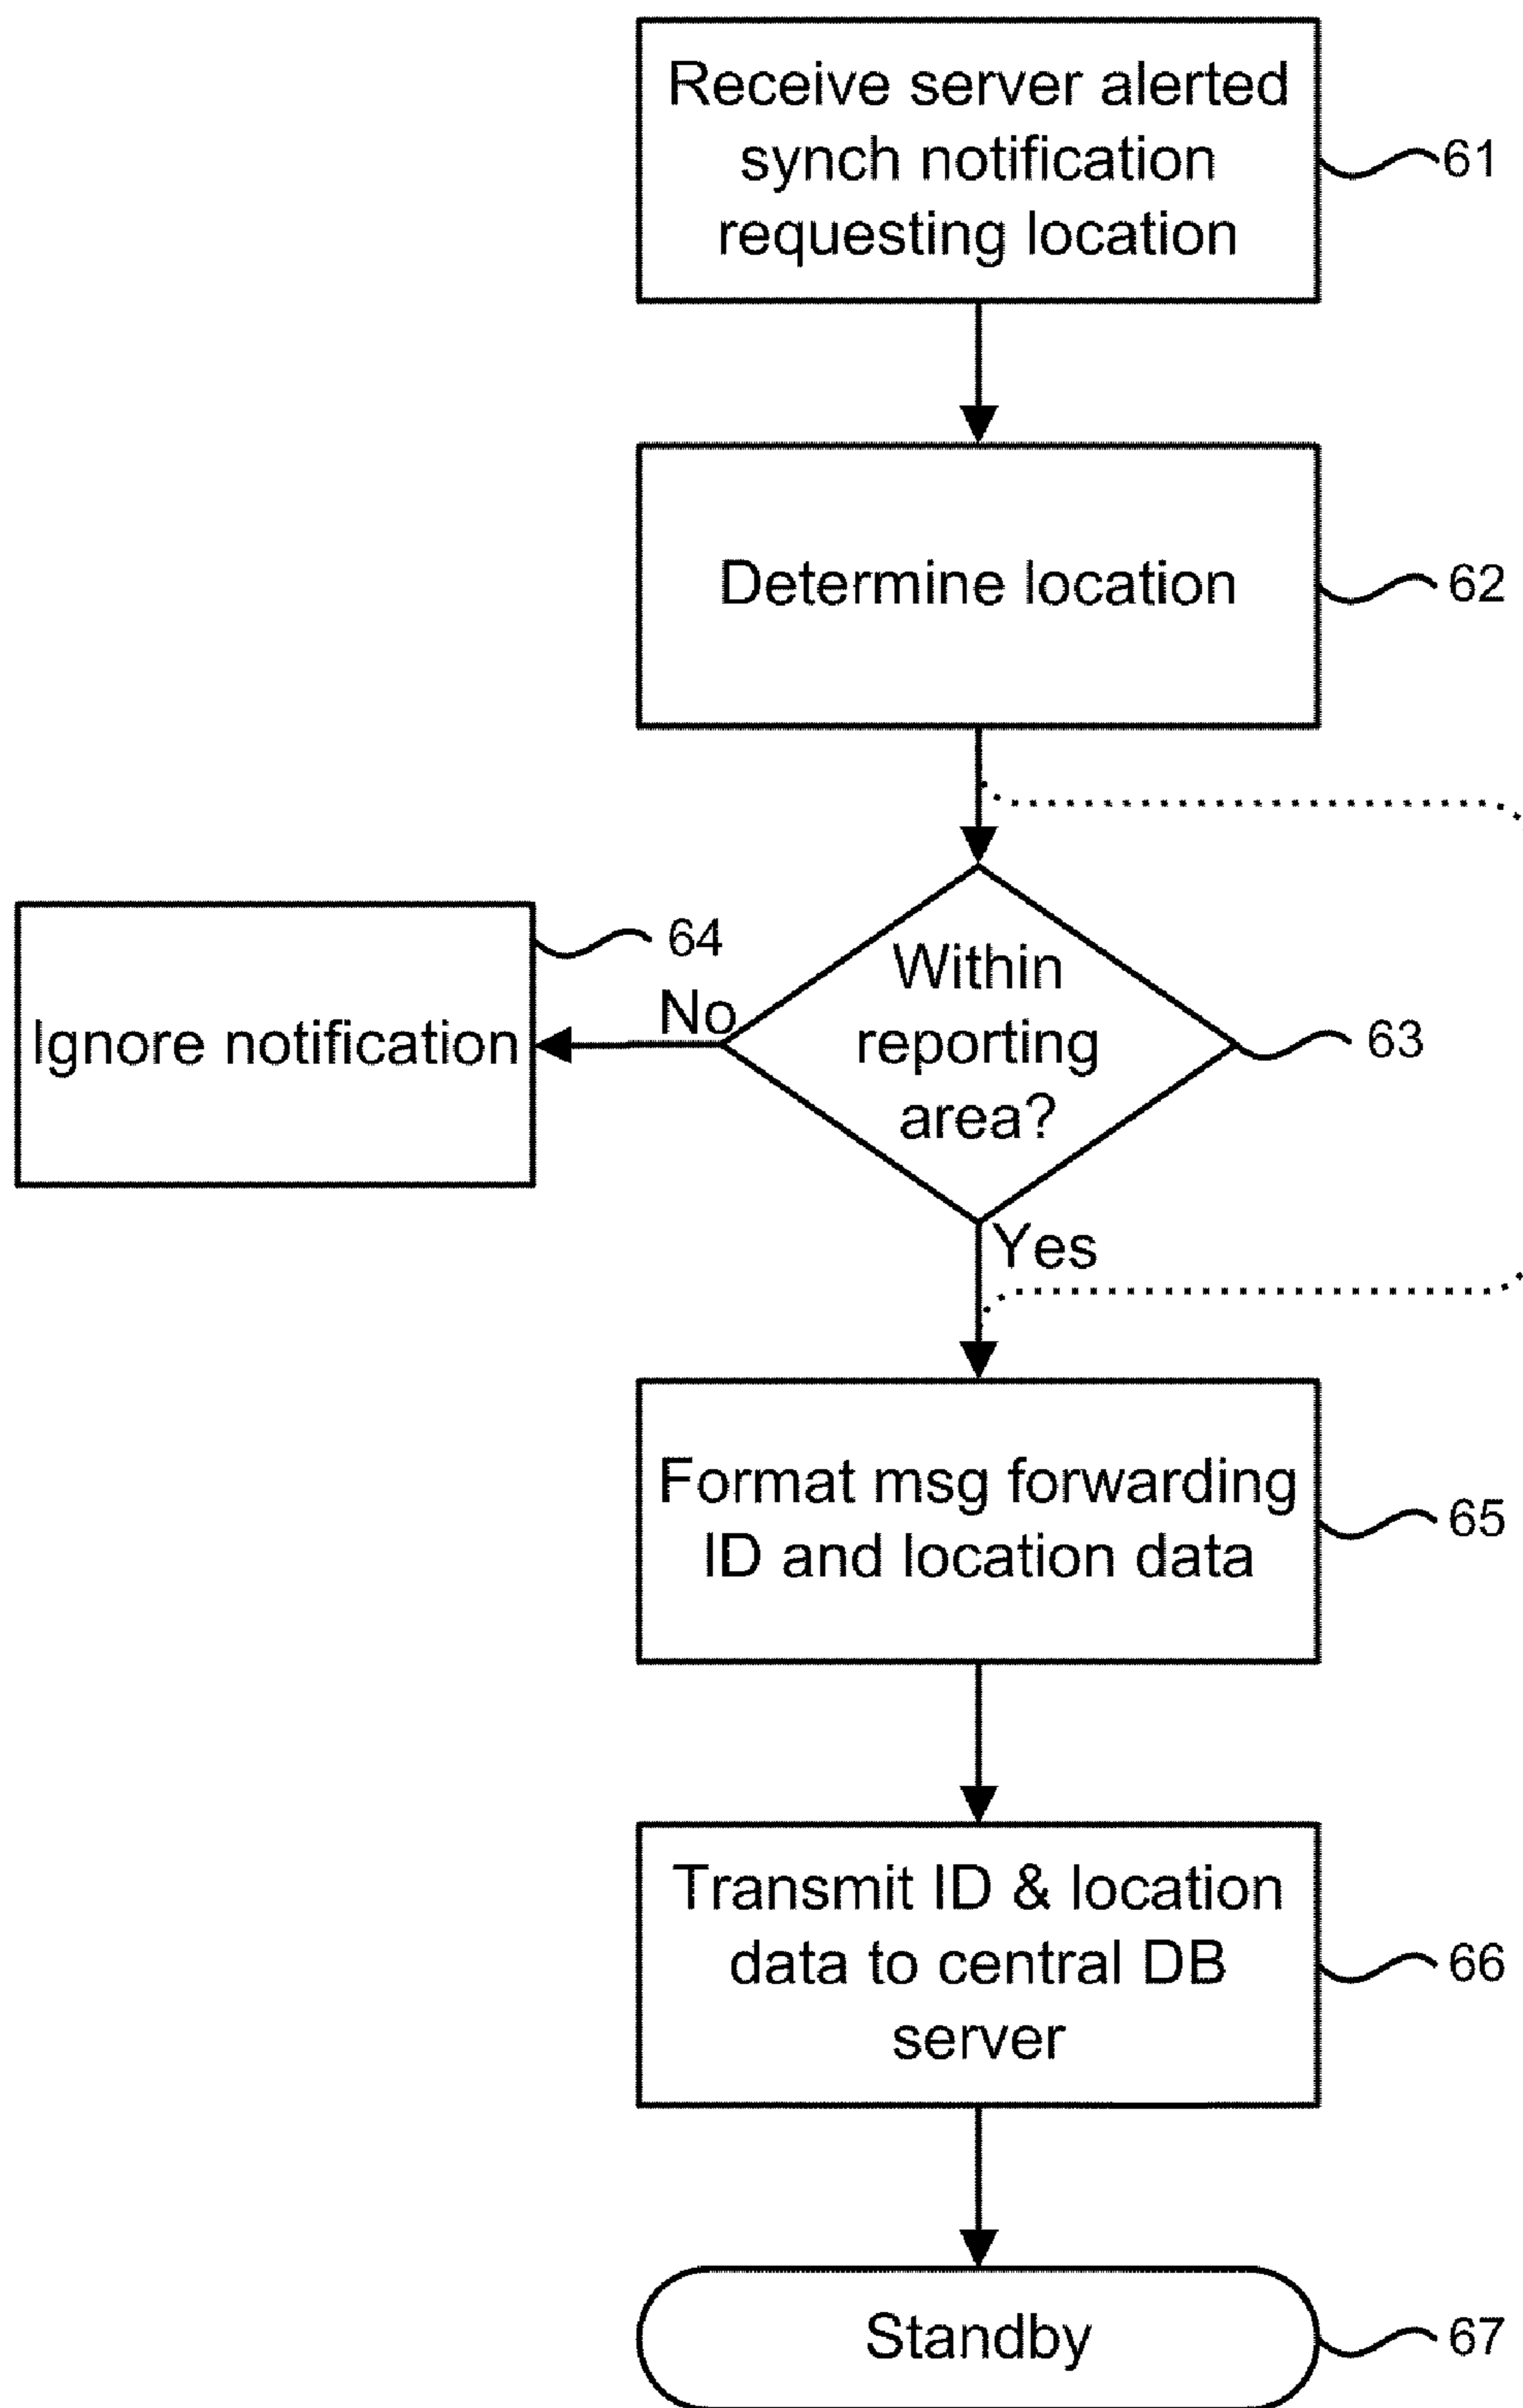 Receive server alerted
synch notification
requesting location
61
Determine location
62
64
Ignore notification
No
Within
reporting
area?
63
Yes
Format msg forwarding
ID and location data
65
Transmit ID & location
data to central DB
server
66
Standby
67